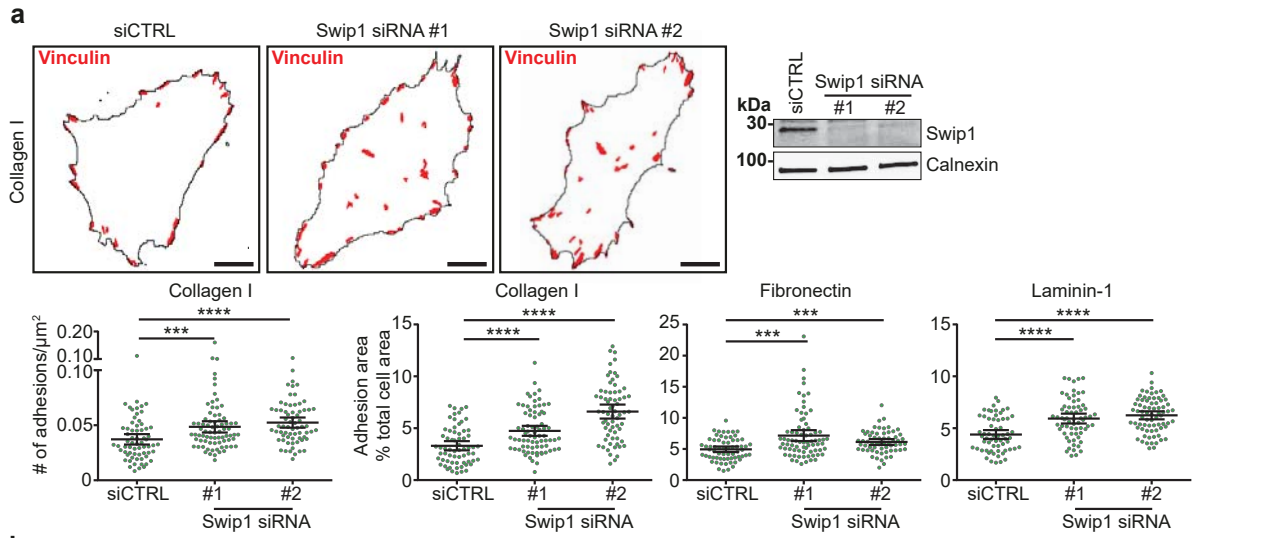 a
siCTRL
Swip1 siRNA #1
Swip1 siRNA #2
Collagen I
Vinculin
Vinculin
Vinculin
siCTRL
Swip1 siRNA
kDa
#1
#2
30
Swip1
100
Calnexin
Collagen I
****
***
# of adhesions/µm²
0.20
0.10
0.10
0.05
0
siCTRL
#1
#2
Swip1 siRNA
Collagen I
****
****
Adhesion area
% total cell area
15
10
5
0
siCTRL
#1
#2
Swip1 siRNA
Fibronectin
***
***
25
20
15
10
5
0
siCTRL
#1
#2
Swip1 siRNA
Laminin-1
****
****
15
10
5
0
siCTRL
#1
#2
Swip1 siRNA